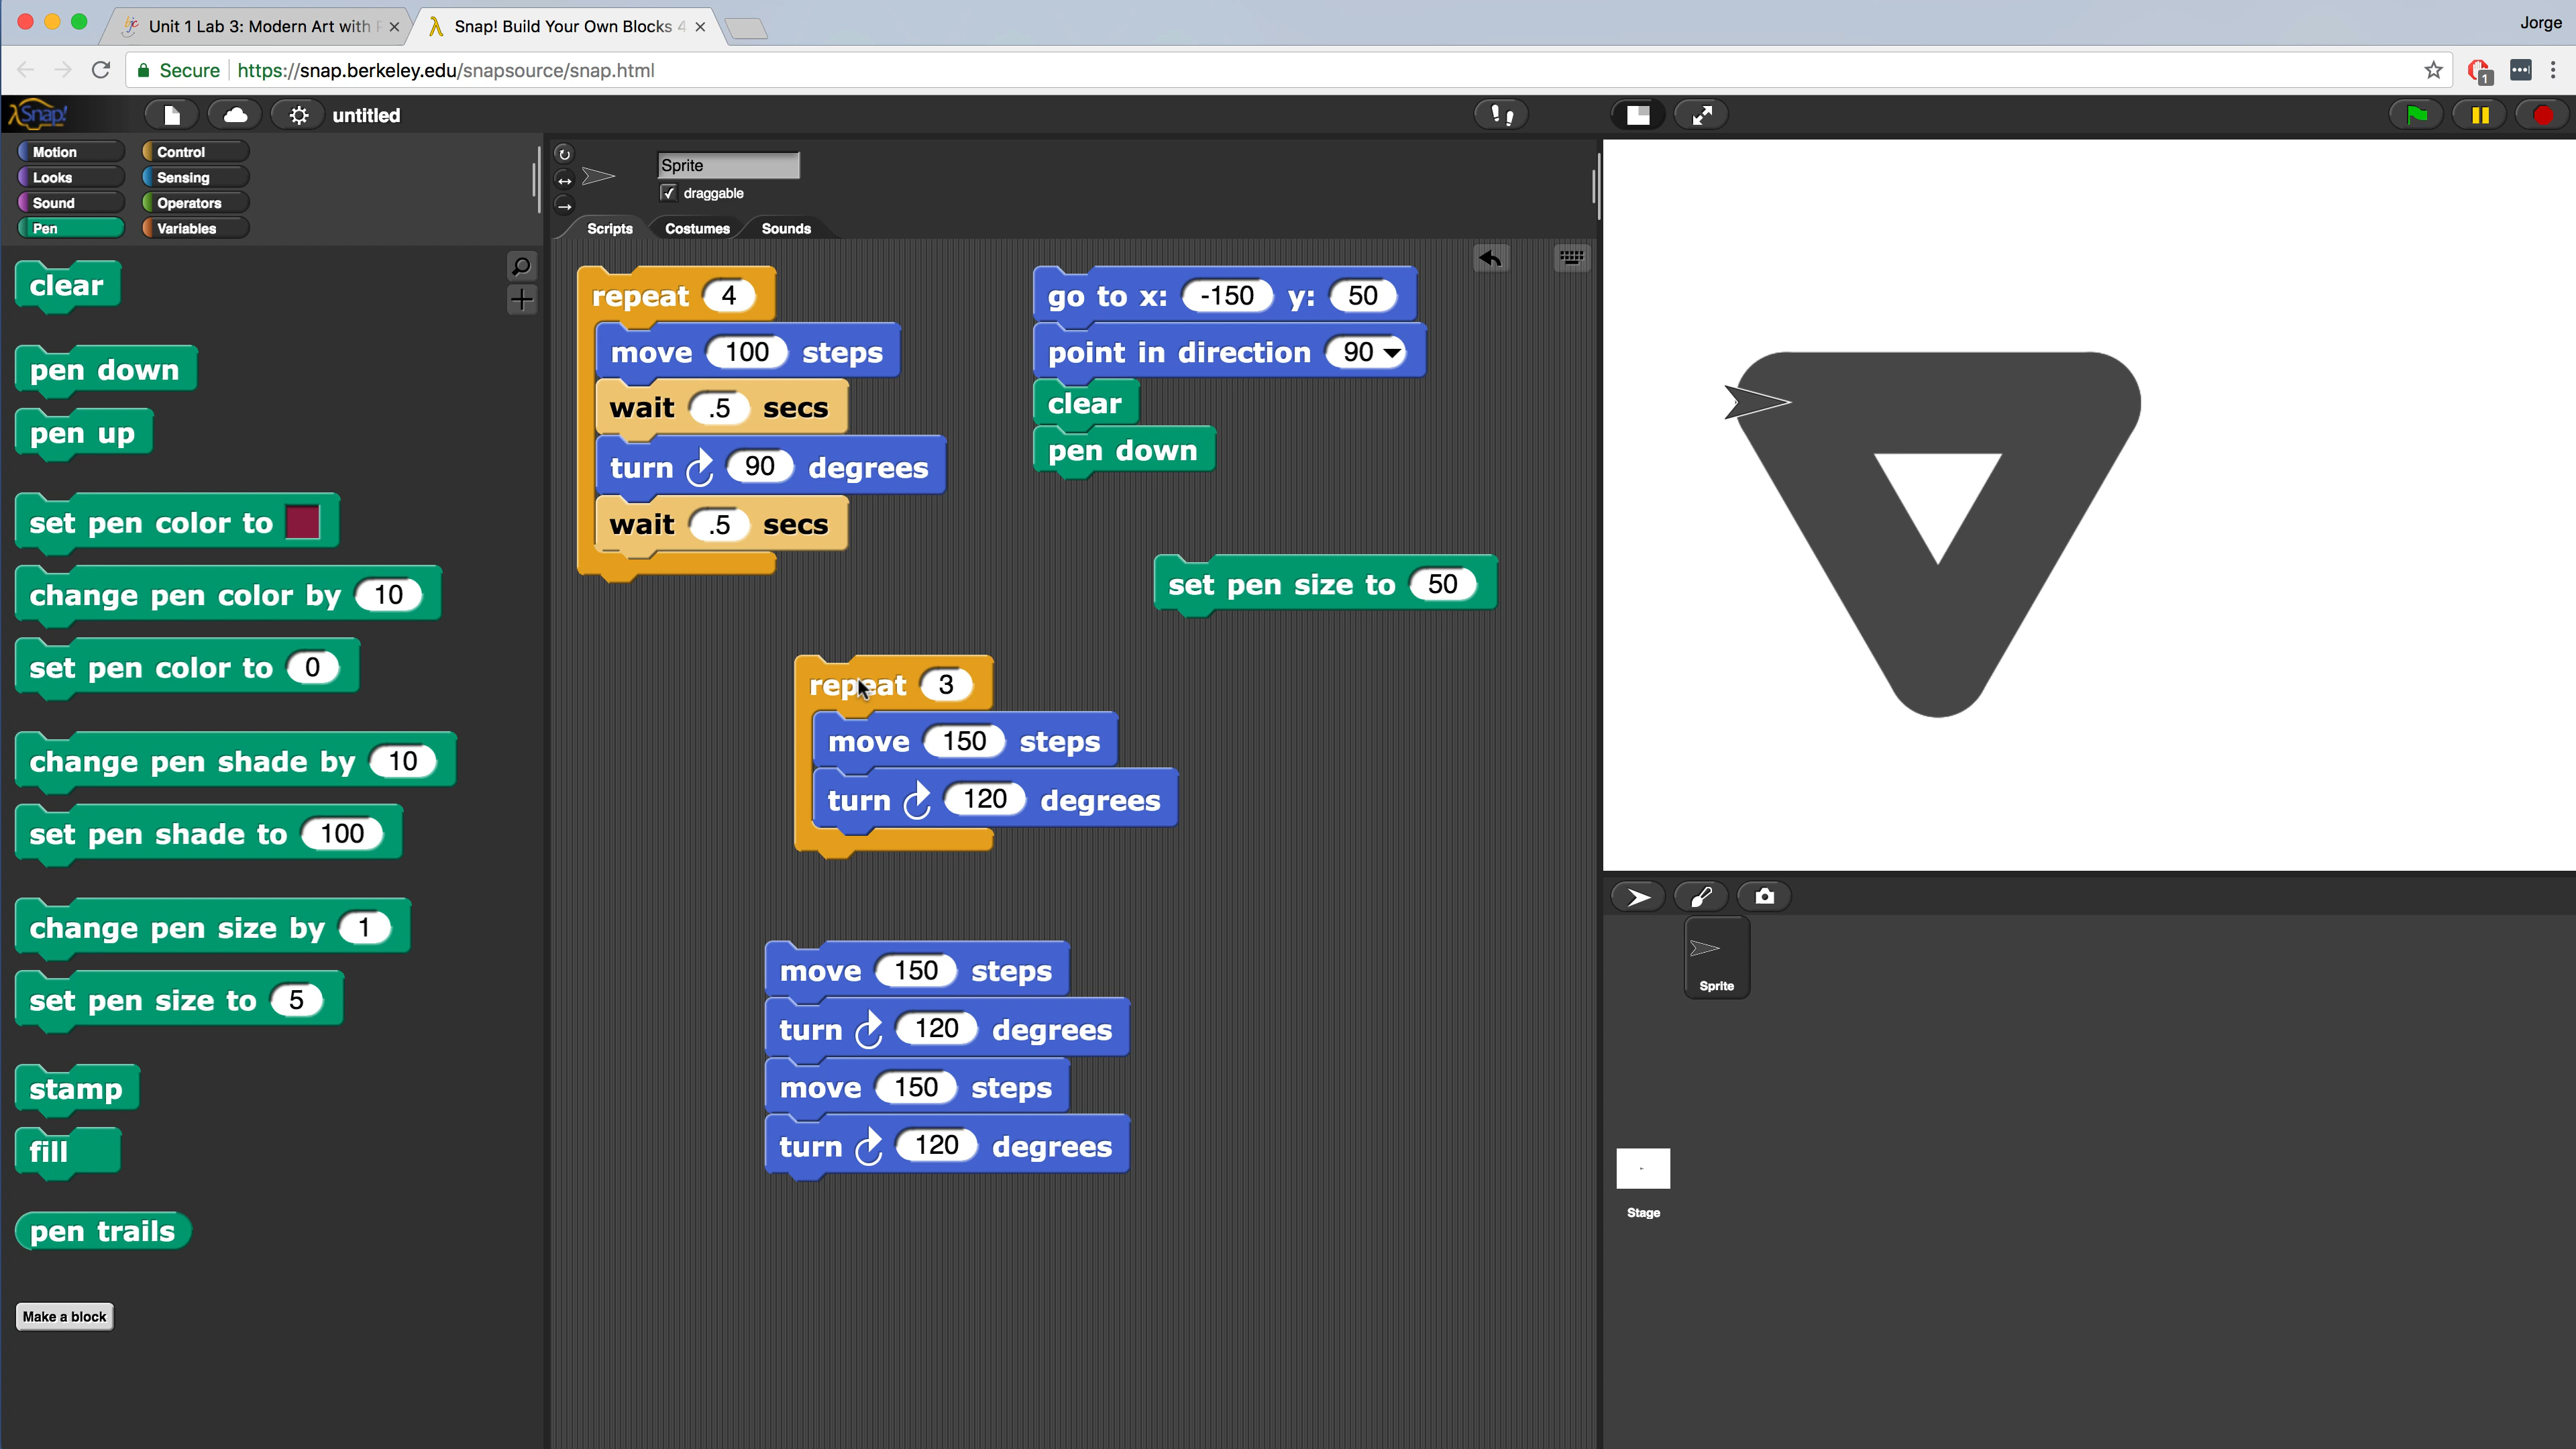 Unit 1 Lab 3: Modern Art with
Snap! Build Your Own Blocks 4
Jorge
Secure
https://snap.berkeley.edu/snapsource/snap.html
1
Snap!
untitled
Motion
Control
Looks
Sensing
Sound
Operators
Pen
Variables
Sprite
draggable
Scripts
Costumes
Sounds
clear
pen down
pen up
set pen color to
change pen color by 10
set pen color to 0
change pen shade by 10
set pen shade to 100
change pen size by 1
set pen size to 5
stamp
fill
pen trails
Make a block
repeat 4
move 100 steps
wait .5 secs
turn 90 degrees
wait .5 secs
go to x: -150 y: 50
point in direction 90
clear
pen down
set pen size to 50
repeat 3
move 150 steps
turn 120 degrees
move 150 steps
turn 120 degrees
move 150 steps
turn 120 degrees
Sprite
Stage